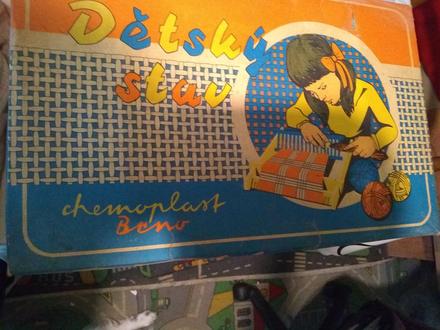 Dětský
stav
chemoplast
Brno